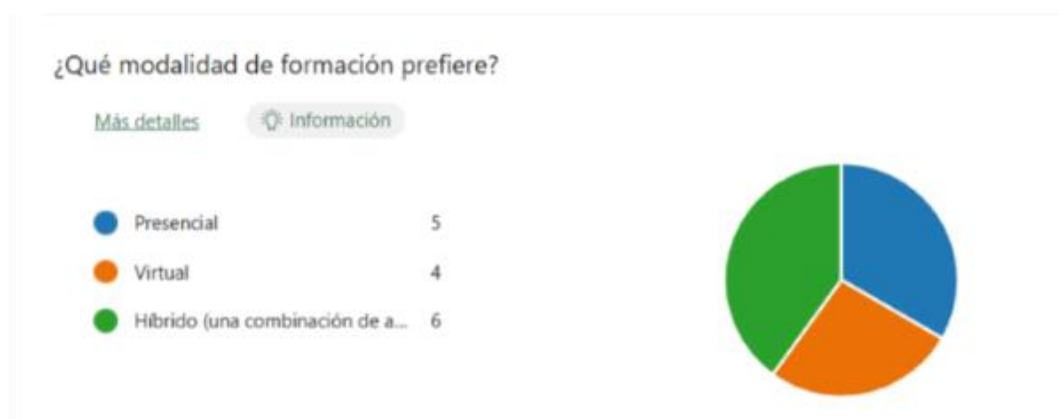 ¿Qué modalidad de formación prefiere?
Más detalles Información
Presencial 5
Virtual 4
Híbrido (una combinación de a... 6